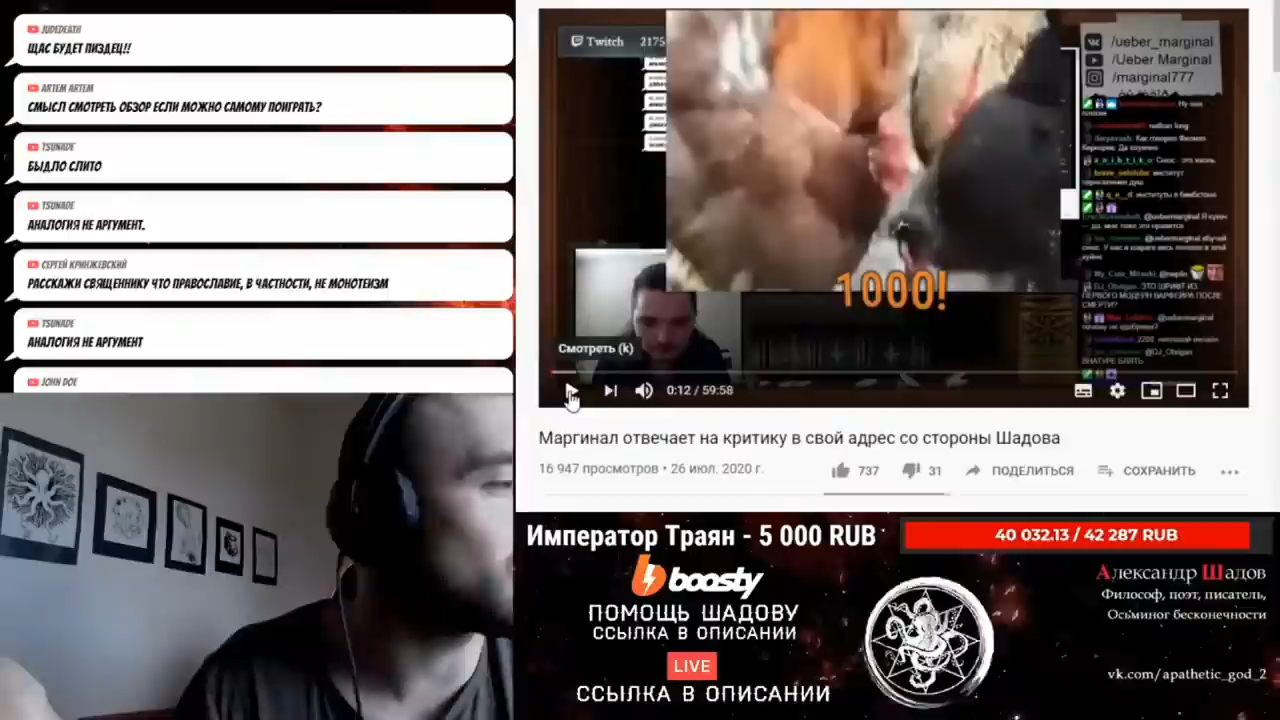 JUDEDEATH
ЩАС БУДЕТ ПИЗДЕЦ!!
ARTEM ARTEM
СМЫСЛ СМОТРЕТЬ ОБЗОР ЕСЛИ МОЖНО САМОМУ ПОИГРАТЬ?
TSUNADE
БЫДЛО СЛИТО
TSUNADE
АНАЛОГИЯ НЕ АРГУМЕНТ.
СЕРГЕЙ КРИНЖЕВСКИЙ
РАССКАЖИ СВЯЩЕННИКУ ЧТО ПРАВОСЛАВИЕ, В ЧАСТНОСТИ, НЕ МОНОТЕИЗМ
TSUNADE
АНАЛОГИЯ НЕ АРГУМЕНТ
JOHN DOE
Twitch 2175
/ueber_marginal
/Ueber Marginal
/marginal777
1000!
Смотреть (k)
0:12 / 59:58
Маргинал отвечает на критику в свой адрес со стороны Шадова
16 947 просмотров • 26 июл. 2020 г.
737
31
ПОДЕЛИТЬСЯ
СОХРАНИТЬ
Император Траян - 5 000 RUB
40 032.13 / 42 287 RUB
boosty
ПОМОЩЬ ШАДОВУ
ССЫЛКА В ОПИСАНИИ
LIVE
ССЫЛКА В ОПИСАНИИ
Александр Шадов
Философ, поэт, писатель,
Осьминог бесконечности
vk.com/apathetic_god_2